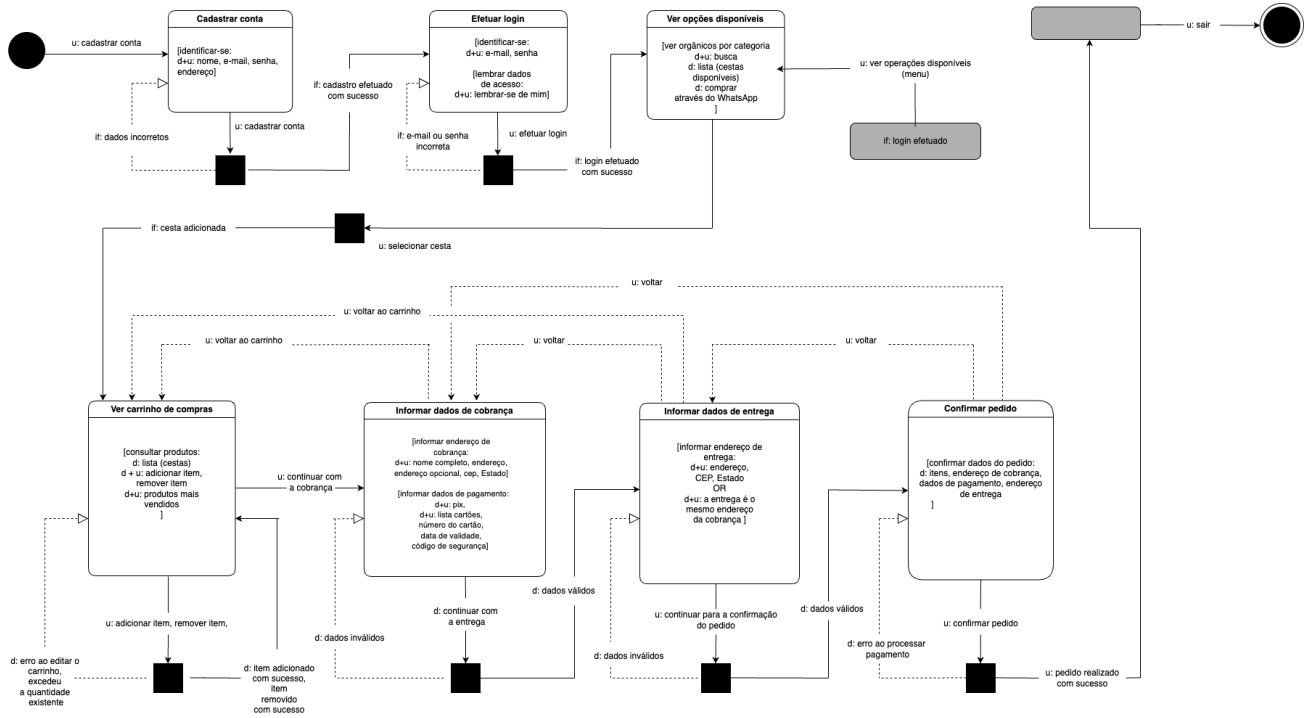 Cadastrar conta
[identificar-se:
d+u: nome, e-mail, senha,
endereço]
u: cadastrar conta
if: dados incorretos
u: cadastrar conta
if: cadastro efetuado
com sucesso
Efetuar login
[identificar-se:
d+u: e-mail, senha
[lembrar dados
de acesso:
d+u: lembrar-se de mim]
if: e-mail ou senha
incorreta
u: efetuar login
if: login efetuado
com sucesso
Ver opções disponíveis
[ver orgânicos por categoria
d+u: busca
d: lista (cestas
disponíveis)
d: comprar
através do WhatsApp
]
u: ver operações disponíveis
(menu)
if: login efetuado
u: sair
if: cesta adicionada
u: selecionar cesta
u: voltar
u: voltar ao carrinho
u: voltar ao carrinho
u: voltar
u: voltar
Ver carrinho de compras
[consultar produtos:
d: lista (cestas)
d + u: adicionar item,
remover item
d+u: produtos mais
vendidos
]
u: continuar com
a cobrança
u: adicionar item, remover item,
d: erro ao editar o
carrinho,
excedeu
a quantidade
existente
d: item adicionado
com sucesso,
item
removido
com sucesso
Informar dados de cobrança
[informar endereço de
cobrança:
d+u: nome completo, endereço,
endereço opcional, cep, Estado]
[informar dados de pagamento:
d+u: pix,
d+u: lista cartões,
número do cartão,
data de validade,
código de segurança]
d: continuar com
a entrega
d: dados inválidos
d: dados válidos
Informar dados de entrega
[informar endereço de
entrega:
d+u: endereço,
CEP, Estado
OR
d+u: a entrega é o
mesmo endereço
da cobrança ]
u: continuar para a confirmação
do pedido
d: dados inválidos
d: dados válidos
Confirmar pedido
[confirmar dados do pedido:
d: itens, endereço de cobrança,
dados de pagamento, endereço
de entrega
]
u: confirmar pedido
d: erro ao processar
pagamento
u: pedido realizado
com sucesso